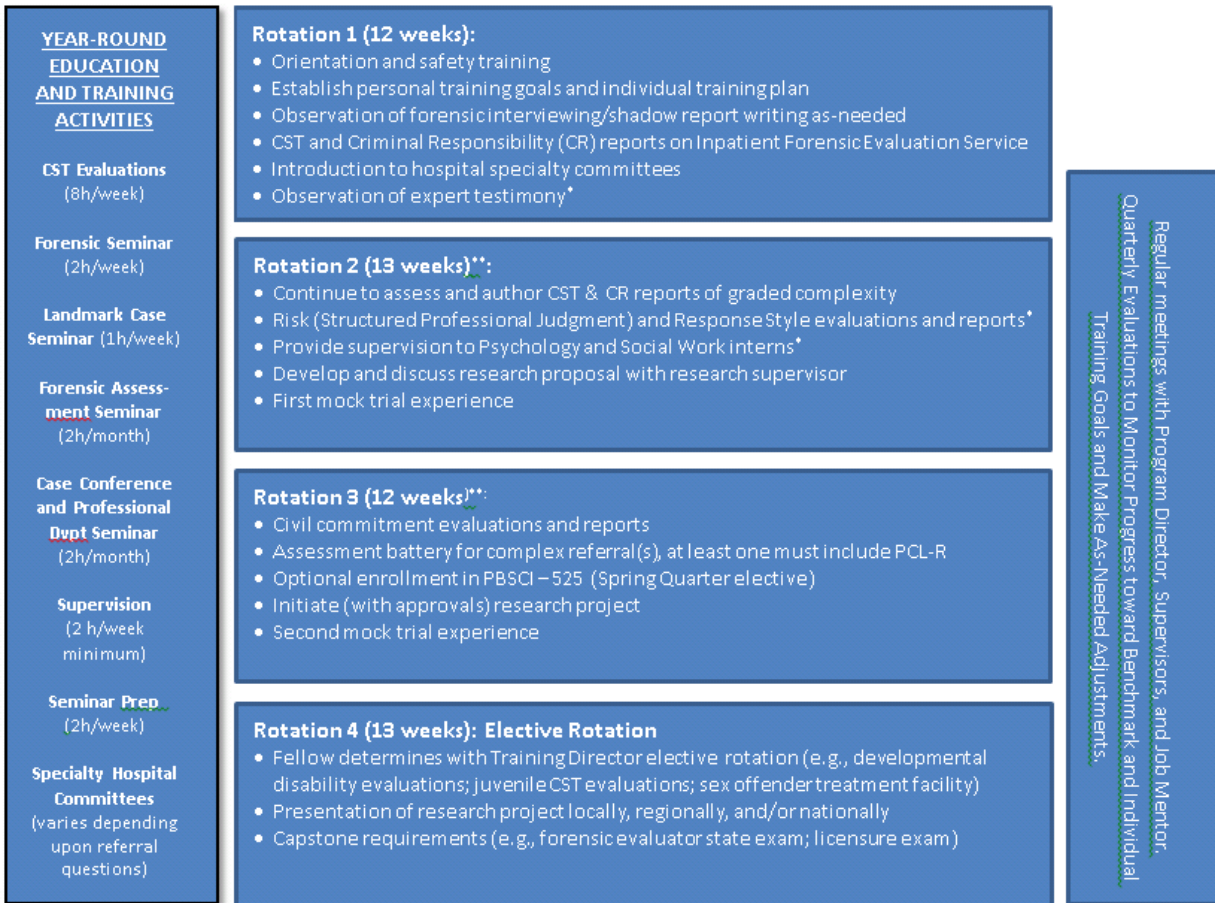 YEAR-ROUND
EDUCATION
AND TRAINING
ACTIVITIES
CST Evaluations
(8h/week)
Forensic Seminar
(2h/week)
Landmark Case
Seminar (1h/week)
Forensic Assess-
ment Seminar
(2h/month)
Case Conference
and Professional
Dvpt Seminar
(2h/month)
Supervision
(2 h/week
minimum)
Seminar Prep
(2h/week)
Specialty Hospital
Committees
(varies depending
upon referral
questions)
Rotation 1 (12 weeks):
• Orientation and safety training
• Establish personal training goals and individual training plan
• Observation of forensic interviewing/shadow report writing as-needed
• CST and Criminal Responsibility (CR) reports on Inpatient Forensic Evaluation Service
• Introduction to hospital specialty committees
• Observation of expert testimony*
Rotation 2 (13 weeks)**:
• Continue to assess and author CST & CR reports of graded complexity
• Risk (Structured Professional Judgment) and Response Style evaluations and reports*
• Provide supervision to Psychology and Social Work interns*
• Develop and discuss research proposal with research supervisor
• First mock trial experience
Rotation 3 (12 weeks)**:
• Civil commitment evaluations and reports
• Assessment battery for complex referral(s), at least one must include PCL-R
• Optional enrollment in PBSCI – 525 (Spring Quarter elective)
• Initiate (with approvals) research project
• Second mock trial experience
Rotation 4 (13 weeks): Elective Rotation
• Fellow determines with Training Director elective rotation (e.g., developmental
disability evaluations; juvenile CST evaluations; sex offender treatment facility)
• Presentation of research project locally, regionally, and/or nationally
• Capstone requirements (e.g., forensic evaluator state exam; licensure exam)
Regular meetings with Program Director, Supervisors, and Job Mentor.
Quarterly Evaluations to Monitor Progress toward Benchmark and Individual
Training Goals and Make As-Needed Adjustments.